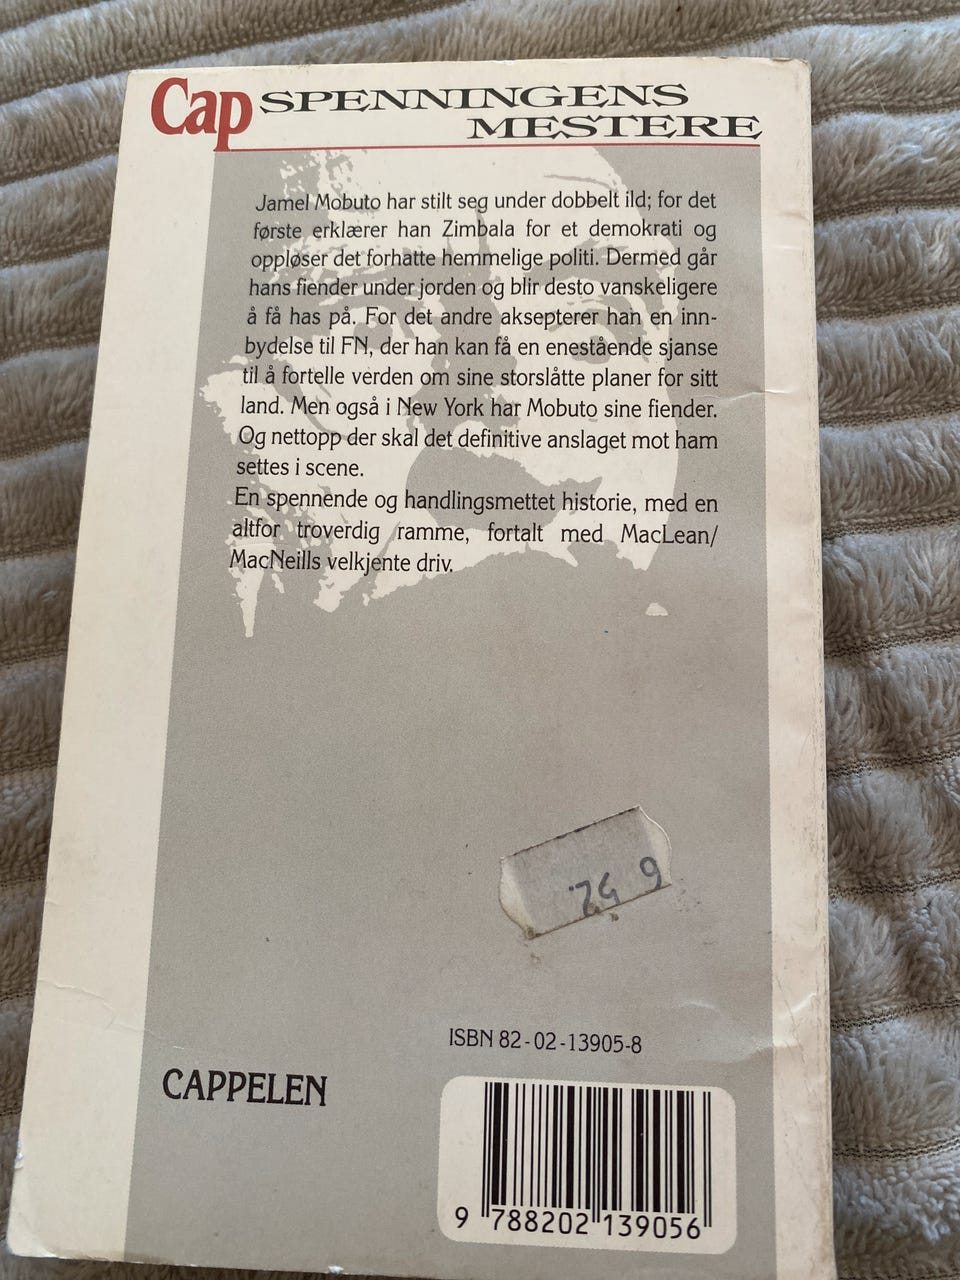 Cap SPENNINGENS
MESTERE
Jamel Mobuto har stilt seg under dobbelt ild; for det
første erklærer han Zimbala for et demokrati og
oppløser det forhatte hemmelige politi. Dermed går
hans fiender under jorden og blir desto vanskeligere
å få has på. For det andre aksepterer han en inn-
bydelse til FN, der han kan få en enestående sjanse
til å fortelle verden om sine storslåtte planer for sitt
land. Men også i New York har Mobuto sine fiender.
Og nettopp der skal det definitive anslaget mot ham
settes i scene.
En spennende og handlingsmettet historie, med en
altfor troverdig ramme, fortalt med MacLean/
MacNeills velkjente driv.
ISBN 82-02-13905-8
CAPPELEN
9 788202 139056